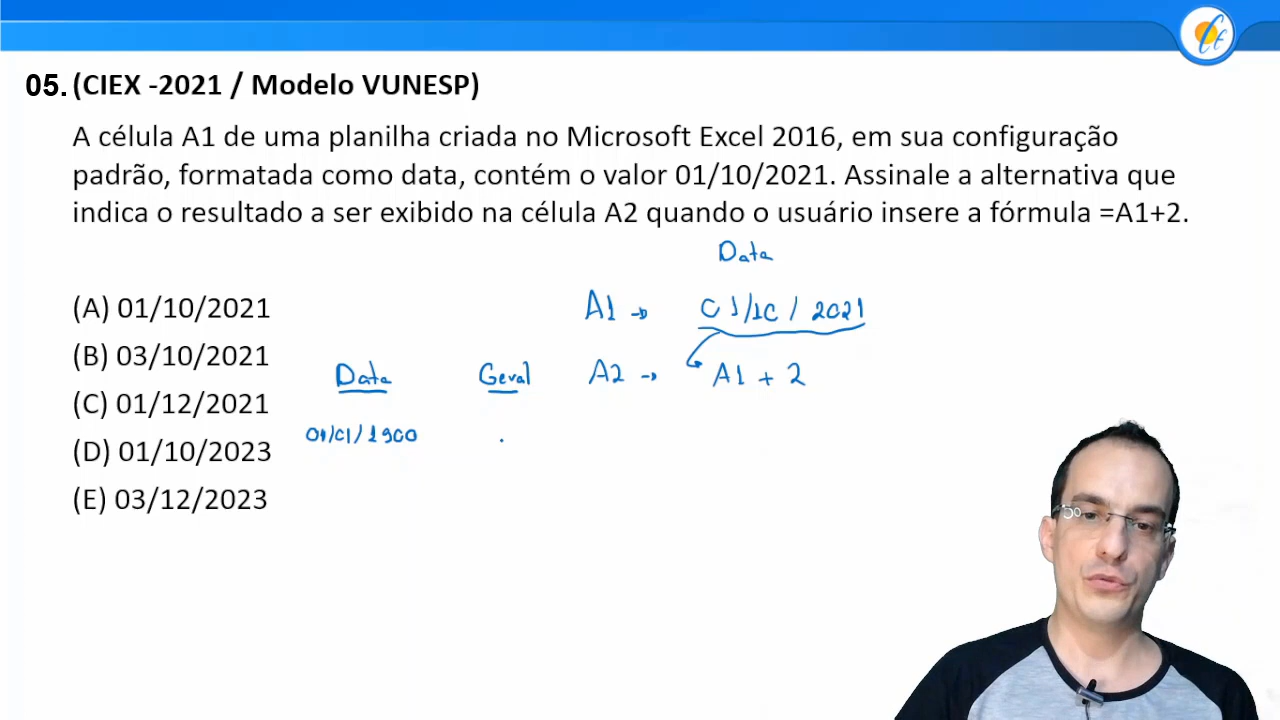 05. (CIEX -2021 / Modelo VUNESP)
A célula A1 de uma planilha criada no Microsoft Excel 2016, em sua configuração
padrão, formatada como data, contém o valor 01/10/2021. Assinale a alternativa que
indica o resultado a ser exibido na célula A2 quando o usuário insere a fórmula =A1+2.
Data
(A) 01/10/2021
A1 → 01/10/2021
(B) 03/10/2021
Data Geral A2 → A1 + 2
(C) 01/12/2021
01/01/1900
(D) 01/10/2023
(E) 03/12/2023